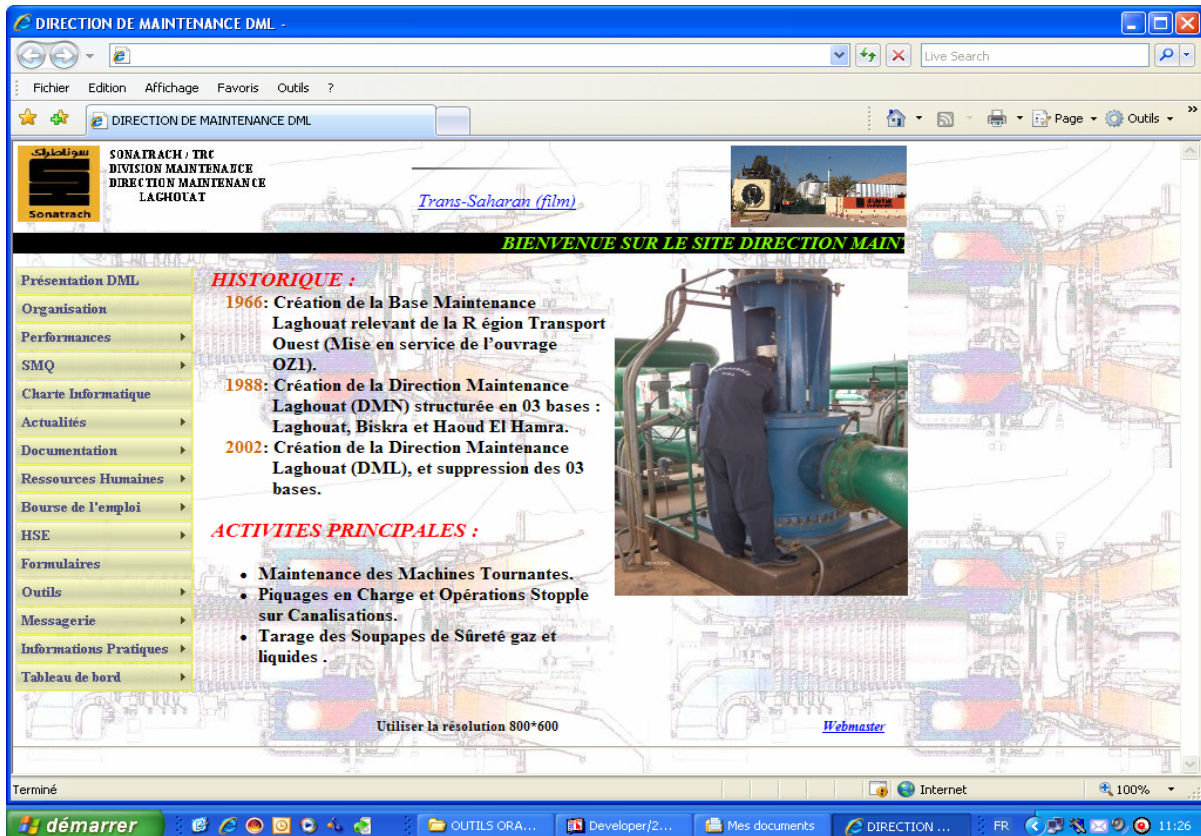 DIRECTION DE MAINTENANCE DML -
Live Search
Fichier Edition Affichage Favoris Outils ?
DIRECTION DE MAINTENANCE DML
Page
Outils
سوناطراك
Sonatrach
SONATRACH / TRC
DIVISION MAINTENANCE
DIRECTION MAINTENANCE
LAGHOUAT
Trans-Saharan (film)
BIENVENUE SUR LE SITE DIRECTION MAINT
Présentation DML
Organisation
Performances
SMQ
Charte Informatique
Actualités
Documentation
Ressources Humaines
Bourse de l'emploi
HSE
Formulaires
Outils
Messagerie
Informations Pratiques
Tableau de bord
HISTORIQUE :
1966: Création de la Base Maintenance
Laghouat relevant de la R égion Transport
Ouest (Mise en service de l'ouvrage
OZ1).
1988: Création de la Direction Maintenance
Laghouat (DMN) structurée en 03 bases :
Laghouat, Biskra et Haoud El Hamra.
2002: Création de la Direction Maintenance
Laghouat (DML), et suppression des 03
bases.
ACTIVITES PRINCIPALES :
• Maintenance des Machines Tournantes.
• Piquages en Charge et Opérations Stopple
sur Canalisations.
• Tarage des Soupapes de Sûreté gaz et
liquides .
Utiliser la résolution 800*600
Webmaster
Terminé
Internet
100%
démarrer
OUTILS ORA...
Developer/2...
Mes documents
DIRECTION ...
FR
11:26